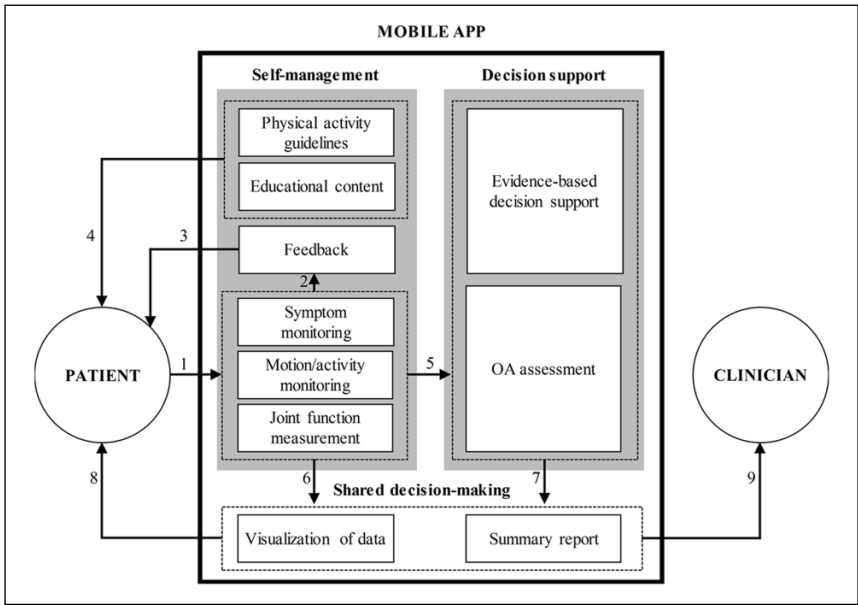 MOBILE APP
Self-management
Decision support
Physical activity
guidelines
Educational content
Evidence-based
decision support
4
3
Feedback
2
Symptom
monitoring
PATIENT
1
Motion/activity
monitoring
5
OA assessment
CLINICIAN
Joint function
measurement
8
6
7
9
Shared decision-making
Visualization of data
Summary report